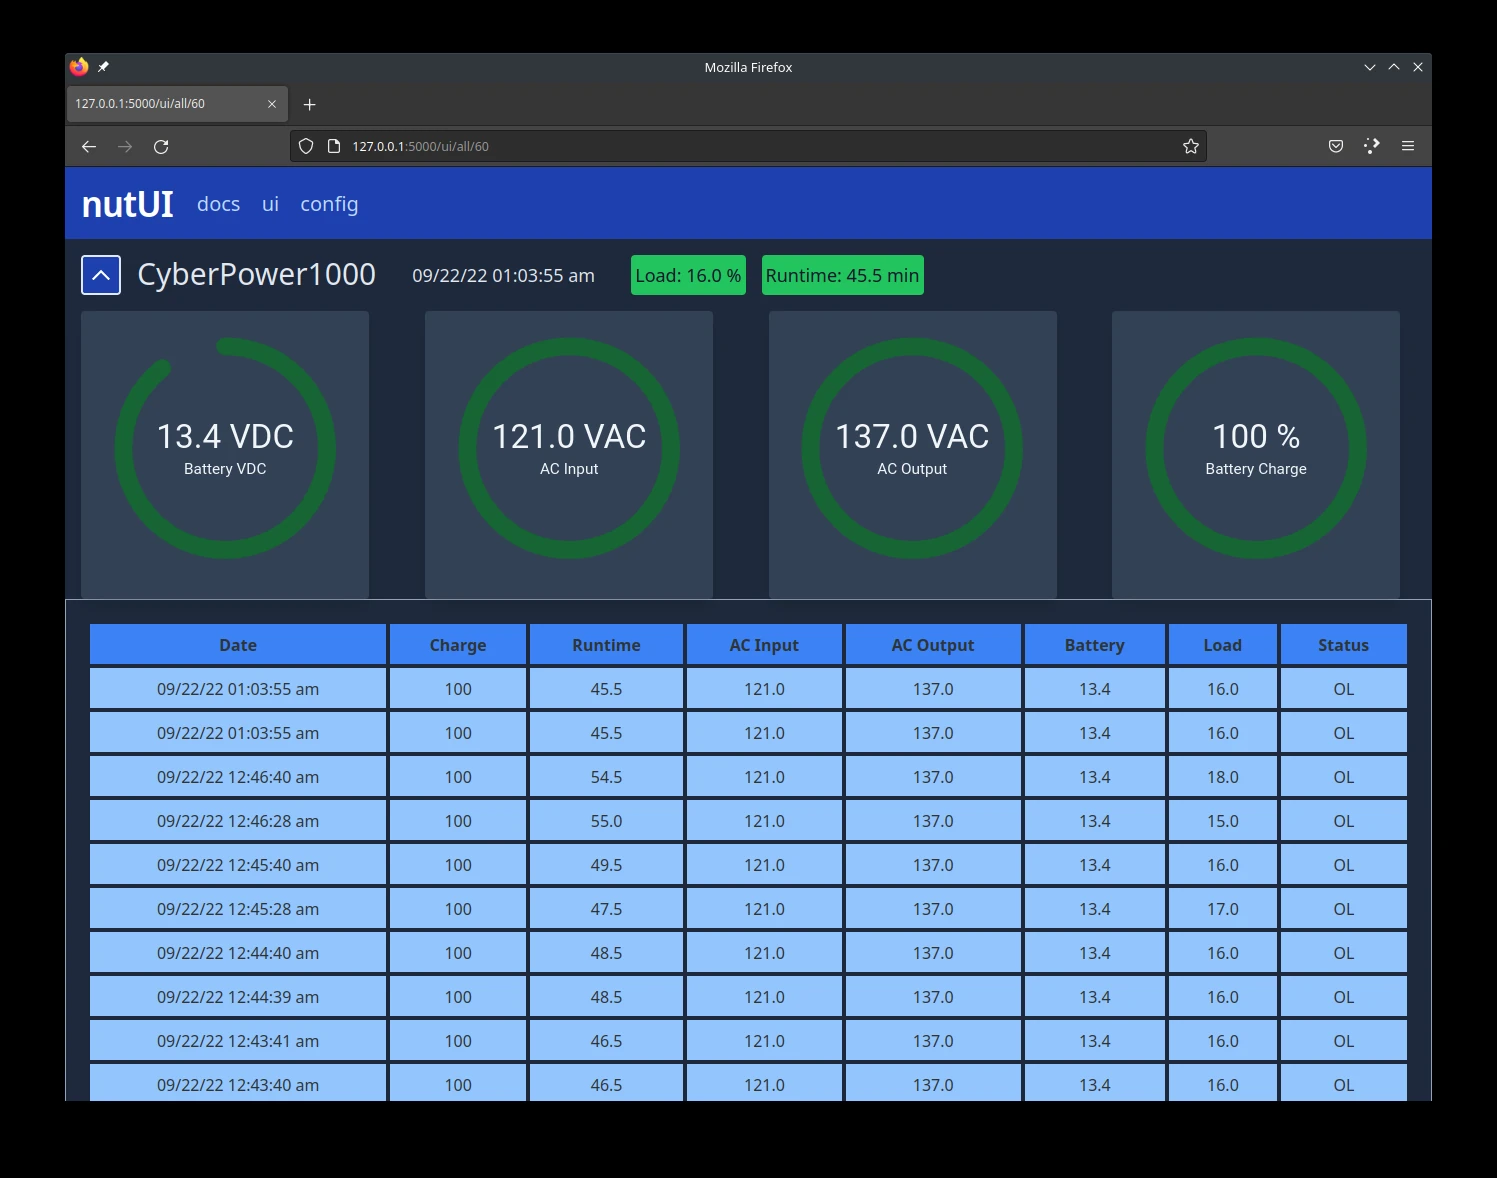 Mozilla Firefox
127.0.0.1:5000/ui/all/60
127.0.0.1:5000/ui/all/60
nutUI docs ui config
CyberPower1000 09/22/22 01:03:55 am Load: 16.0 % Runtime: 45.5 min
13.4 VDC 121.0 VAC 137.0 VAC 100 %
Battery VDC AC Input AC Output Battery Charge
Date Charge Runtime AC Input AC Output Battery Load Status
09/22/22 01:03:55 am 100 45.5 121.0 137.0 13.4 16.0 OL
09/22/22 01:03:55 am 100 45.5 121.0 137.0 13.4 16.0 OL
09/22/22 12:46:40 am 100 54.5 121.0 137.0 13.4 18.0 OL
09/22/22 12:46:28 am 100 55.0 121.0 137.0 13.4 15.0 OL
09/22/22 12:45:40 am 100 49.5 121.0 137.0 13.4 16.0 OL
09/22/22 12:45:28 am 100 47.5 121.0 137.0 13.4 17.0 OL
09/22/22 12:44:40 am 100 48.5 121.0 137.0 13.4 16.0 OL
09/22/22 12:44:39 am 100 48.5 121.0 137.0 13.4 16.0 OL
09/22/22 12:43:41 am 100 46.5 121.0 137.0 13.4 16.0 OL
09/22/22 12:43:40 am 100 46.5 121.0 137.0 13.4 16.0 OL